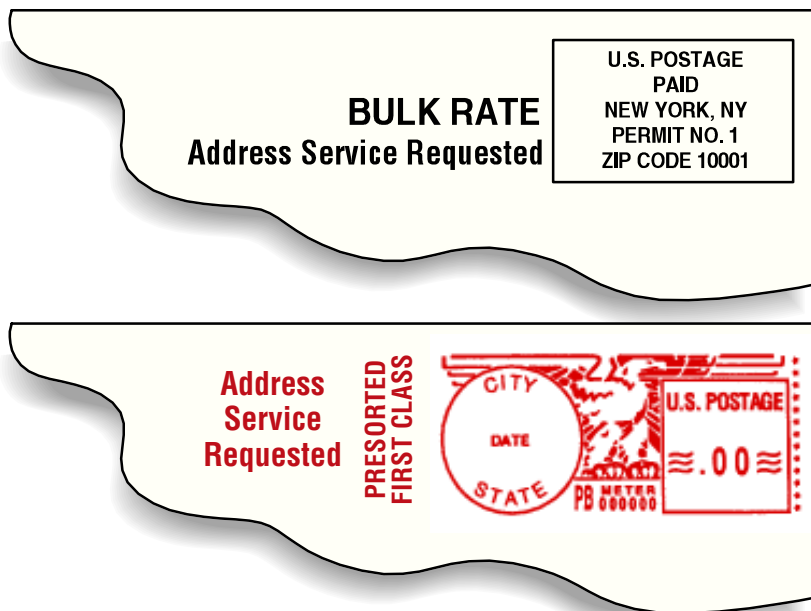 BULK RATE
Address Service Requested
U.S. POSTAGE
PAID
NEW YORK, NY
PERMIT NO. 1
ZIP CODE 10001
Address
Service
Requested
PRESORTED
FIRST CLASS
CITY
DATE
STATE
PB METER
000000
U.S. POSTAGE
.00